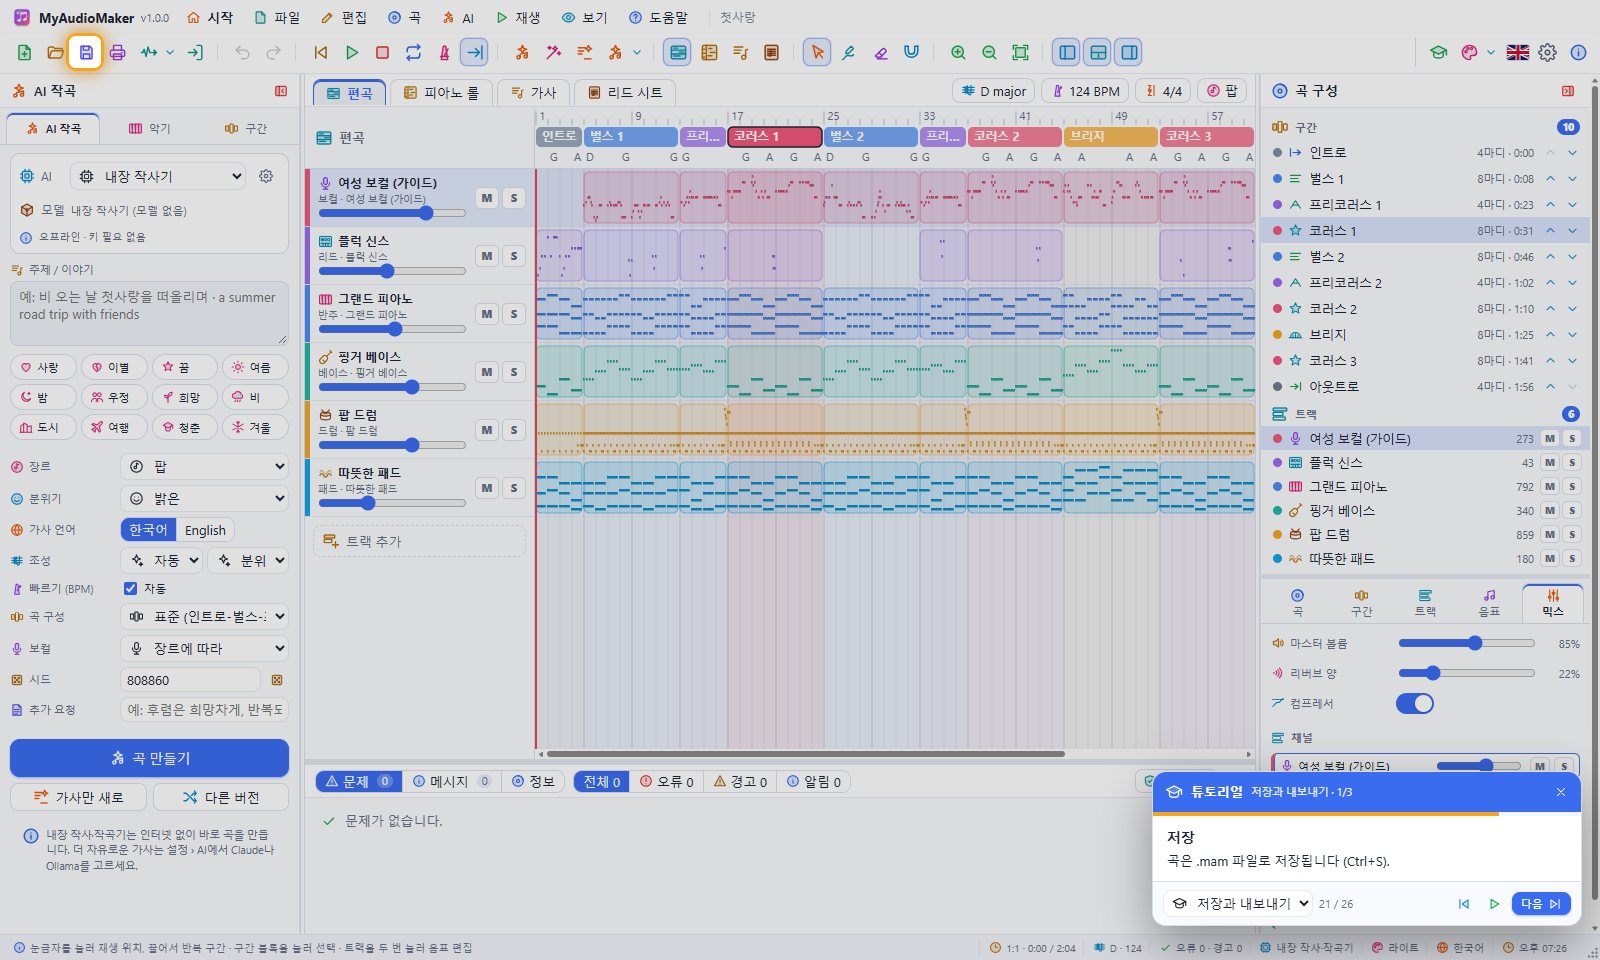 MyAudioMaker v1.0.0 시작 파일 편집 곡 AI 재생 보기 도움말 첫사랑
AI 작곡
AI 작곡 악기 구간
AI 내장 작사기
모델 내장 작사기 (모델 없음)
오프라인 · 키 필요 없음
주제 / 이야기
예: 비 오는 날 첫사랑을 떠올리며 · a summer
road trip with friends
사랑 이별 꿈 여름
밤 우정 희망 비
도시 여행 청춘 겨울
장르 팝
분위기 밝은
가사 언어 한국어 English
조성 자동 분위
빠르기 (BPM) 자동
곡 구성 표준 (인트로-벌스-프
보컬 장르에 따라
시드 808860
추가 요청 예: 후렴은 희망차게, 반복도
곡 만들기
가사만 새로 다른 버전
내장 작사·작곡기는 인터넷 없이 바로 곡을 만듭
니다. 더 자유로운 가사는 설정 › AI에서 Claude나
Ollama를 고르세요.
편곡 피아노 롤 가사 리드 시트 D major 124 BPM 4/4 팝
편곡
1 9 17 25 33 41 49 57
인트로 벌스 1 프리... 코러스 1 벌스 2 프리... 코러스 2 브리지 코러스 3
G A D G G G G A G A D G G G G A G A A A G A G A
여성 보컬 (가이드) M S
보컬 · 여성 보컬 (가이드)
플럭 신스 M S
리드 · 플럭 신스
그랜드 피아노 M S
반주 · 그랜드 피아노
핑거 베이스 M S
베이스 · 핑거 베이스
팝 드럼 M S
드럼 · 팝 드럼
따뜻한 패드 M S
패드 · 따뜻한 패드
트랙 추가
문제 0 메시지 0 정보 전체 0 오류 0 경고 0 알림 0
문제가 없습니다.
곡 구성
구간 10
인트로 4마디 · 0:00
벌스 1 8마디 · 0:08
프리코러스 1 4마디 · 0:23
코러스 1 8마디 · 0:31
벌스 2 8마디 · 0:46
프리코러스 2 4마디 · 1:02
코러스 2 8마디 · 1:10
브리지 8마디 · 1:25
코러스 3 8마디 · 1:41
아웃트로 4마디 · 1:56
트랙 6
여성 보컬 (가이드) 273 M S
플럭 신스 43 M S
그랜드 피아노 792 M S
핑거 베이스 340 M S
팝 드럼 859 M S
따뜻한 패드 180 M S
곡 구간 트랙 음표 믹스
마스터 볼륨 85%
리버브 양 22%
컴프레서
채널
여성 보컬 (가이드) M S
튜토리얼 저장과 내보내기 · 1/3
저장
곡은 .mam 파일로 저장됩니다 (Ctrl+S).
저장과 내보내기 21 / 26 다음
눈금자를 눌러 재생 위치, 끌어서 반복 구간 · 구간 블록을 눌러 선택 · 트랙을 두 번 눌러 음표 편집 1:1 · 0:00 / 2:04 D · 124 오류 0 · 경고 0 내장 작사·작곡기 라이트 한국어 오후 07:26